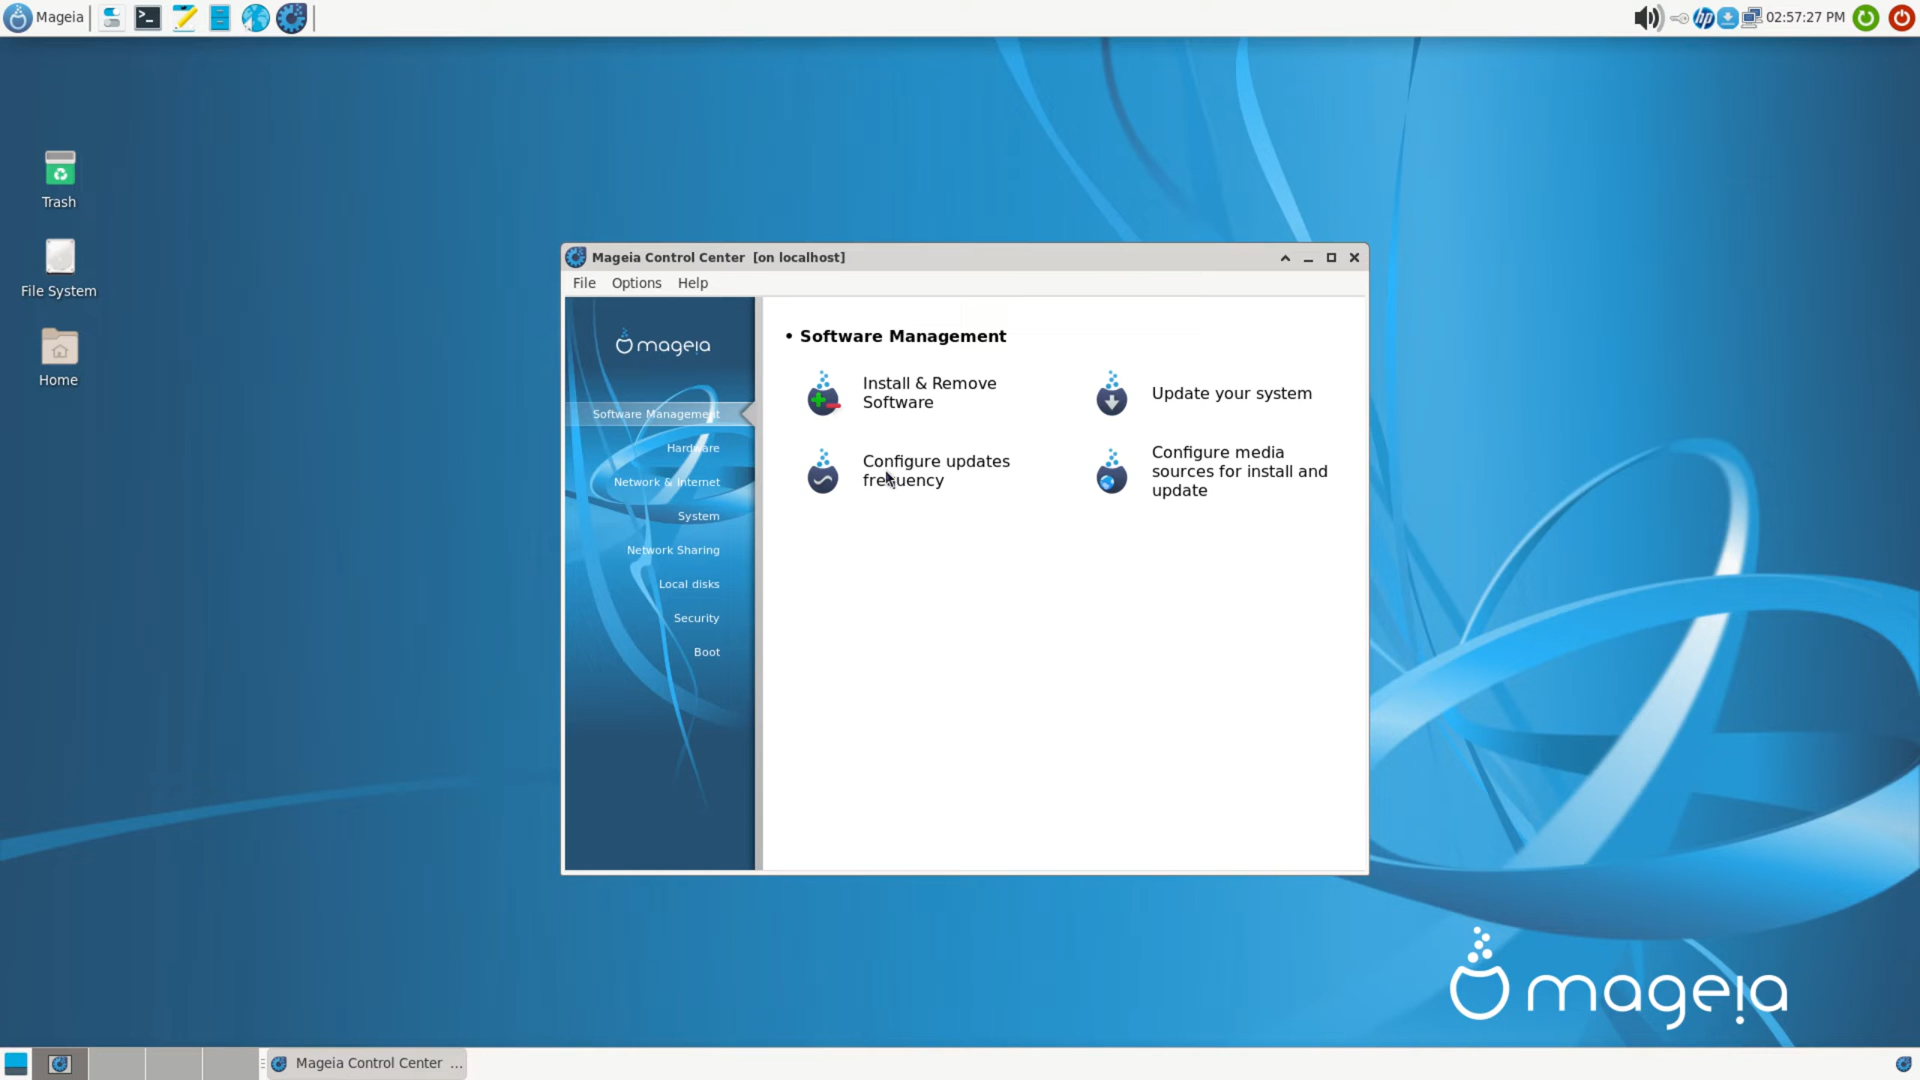 Mageia
02:57:27 PM
Trash
File System
Home
Mageia Control Center [on localhost]
File Options Help
mageia
Software Management
Hardware
Network & Internet
System
Network Sharing
Local disks
Security
Boot
• Software Management
Install & Remove
Software
Update your system
Configure updates
frequency
Configure media
sources for install and
update
mageia
Mageia Control Center ...